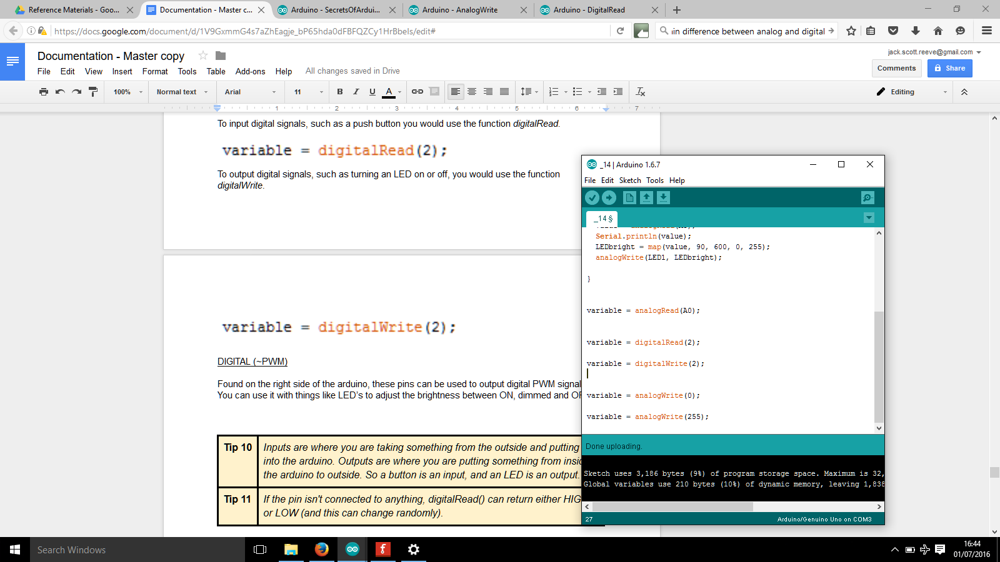 Reference Materials - Goo...
Documentation - Master c...
Arduino - SecretsOfArdui...
Arduino - AnalogWrite
Arduino - DigitalRead
https://docs.google.com/document/d/1V9GxmmG4s7aZhEagje_bP65hda0dFBFQZCy1HrBbeIs/edit#
in difference between analog and digital
Documentation - Master copy
jack.scott.reeve@gmail.com
File Edit View Insert Format Tools Table Add-ons Help All changes saved in Drive
Comments
Share
100% Normal text Arial 11 B I U A Editing
1 2 3 4 5 6 7
To input digital signals, such as a push button you would use the function digitalRead.
variable = digitalRead(2);
To output digital signals, such as turning an LED on or off, you would use the function
digitalWrite.
variable = digitalWrite(2);
DIGITAL (~PWM)
Found on the right side of the arduino, these pins can be used to output digital PWM signal
You can use it with things like LED's to adjust the brightness between ON, dimmed and OF
Tip 10
Inputs are where you are taking something from the outside and putting
into the arduino. Outputs are where you are putting something from insid
the arduino to outside. So a button is an input, and an LED is an output.
Tip 11
If the pin isn't connected to anything, digitalRead() can return either HIG
or LOW (and this can change randomly).
_14 | Arduino 1.6.7
File Edit Sketch Tools Help
_14 §
Serial.println(value);
LEDbright = map(value, 90, 600, 0, 255);
analogWrite(LED1, LEDbright);
}
variable = analogRead(A0);
variable = digitalRead(2);
variable = digitalWrite(2);
variable = analogWrite(0);
variable = analogWrite(255);
Done uploading.
Sketch uses 3,186 bytes (9%) of program storage space. Maximum is 32,
Global variables use 210 bytes (10%) of dynamic memory, leaving 1,838
27
Arduino/Genuino Uno on COM3
Search Windows
16:44
01/07/2016